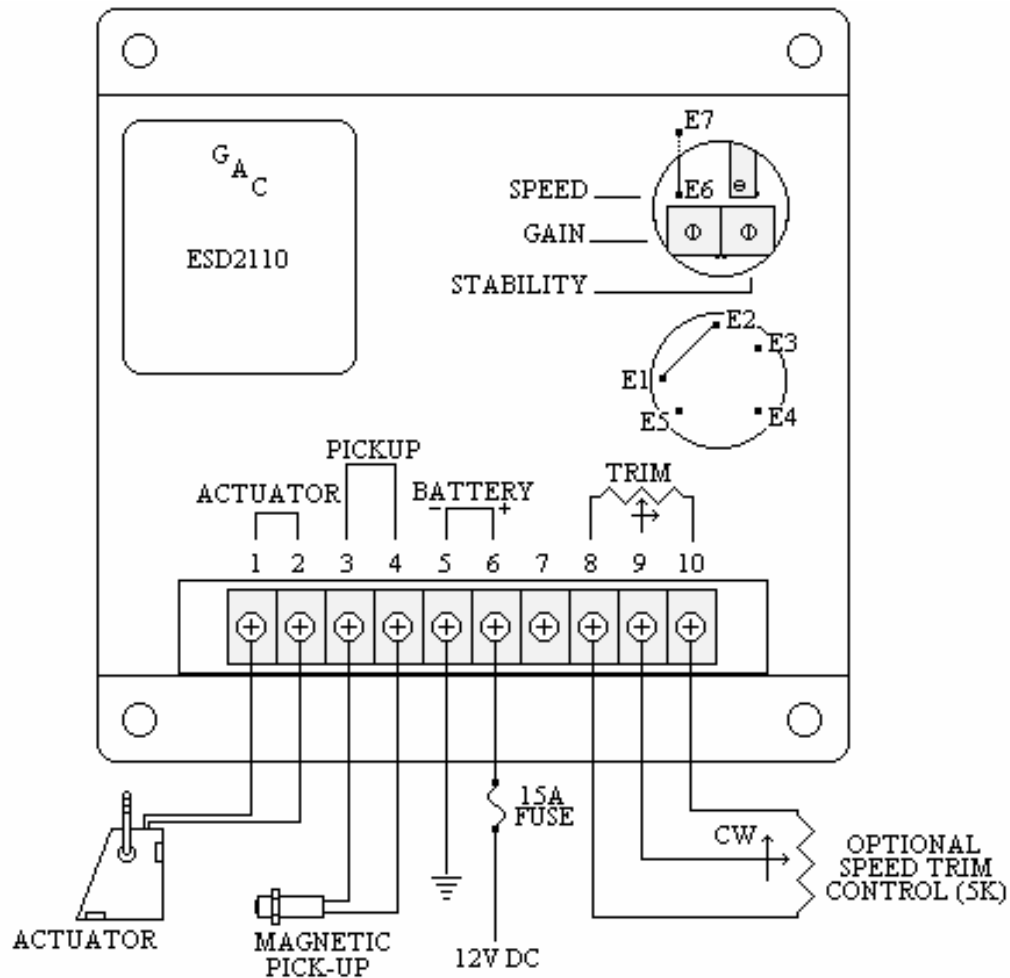 GAC
ESD2110
E7
SPEED
E6
GAIN
STABILITY
E2
E3
E1
E5
E4
PICKUP
TRIM
ACTUATOR
BATTERY
- +
1 2 3 4 5 6 7 8 9 10
15A
FUSE
CW
OPTIONAL
SPEED TRIM
CONTROL (5K)
ACTUATOR
MAGNETIC
PICK-UP
12V DC